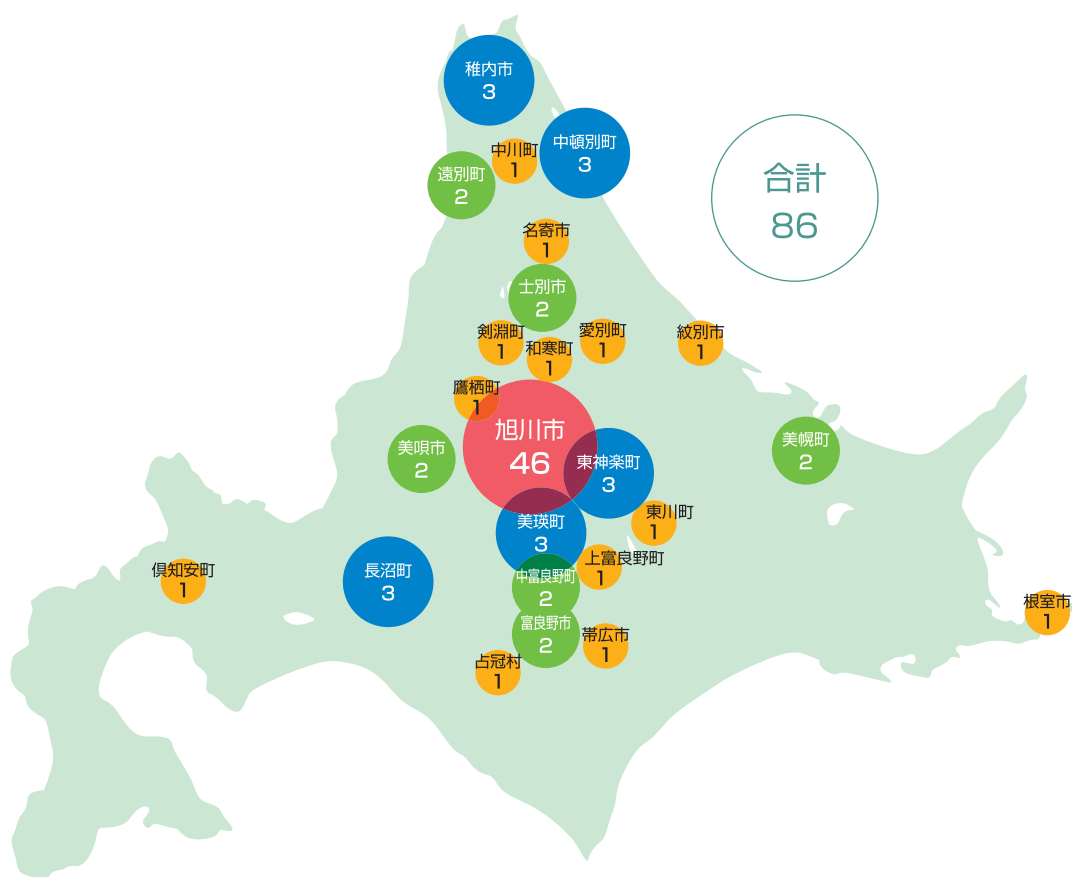 稚内市
3
中頓別町
3
中川町
1
遠別町
2
合計
86
名寄市
1
士別市
2
剣淵町
1
和寒町
1
愛別町
1
紋別市
1
鷹栖町
1
旭川市
46
美唄市
2
東神楽町
3
美幌町
2
美瑛町
3
東川町
1
上富良野町
1
倶知安町
1
長沼町
3
中富良野町
2
富良野市
2
帯広市
1
根室市
1
占冠村
1